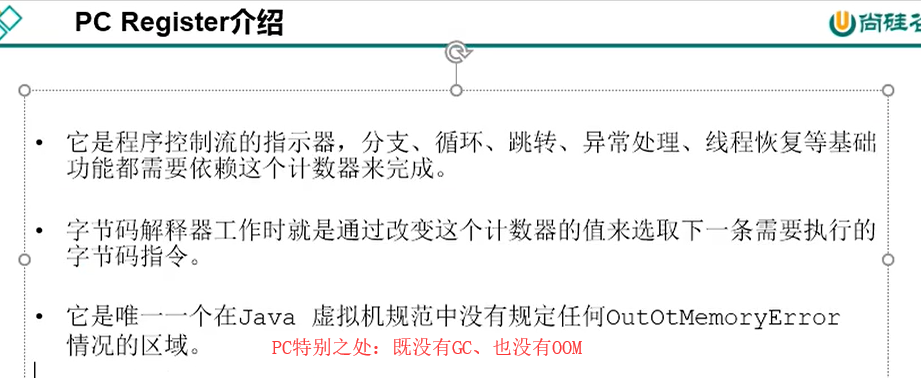 PC Register介绍
尚硅谷
• 它是程序控制流的指示器，分支、循环、跳转、异常处理、线程恢复等基础
功能都需要依赖这个计数器来完成。
• 字节码解释器工作时就是通过改变这个计数器的值来选取下一条需要执行的
字节码指令。
• 它是唯一一个在Java 虚拟机规范中没有规定任何OutOtMemoryError
情况的区域。
PC特别之处：既没有GC、也没有OOM